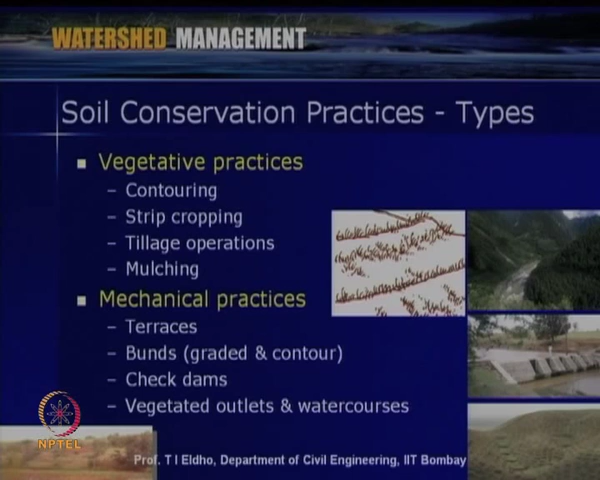 WATERSHED MANAGEMENT
Soil Conservation Practices - Types
Vegetative practices
– Contouring
– Strip cropping
– Tillage operations
– Mulching
Mechanical practices
– Terraces
– Bunds (graded & contour)
– Check dams
– Vegetated outlets & watercourses
NPTEL
Prof. T I Eldho, Department of Civil Engineering, IIT Bombay